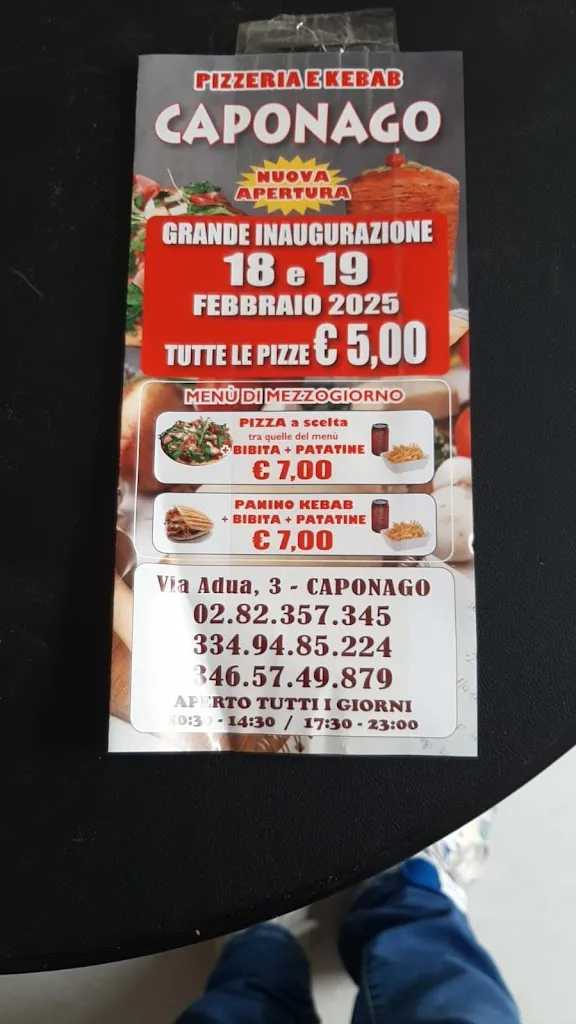 PIZZERIA E KEBAB
CAPONAGO
NUOVA
APERTURA
GRANDE INAUGURAZIONE
18 e 19
FEBBRAIO 2025
TUTTE LE PIZZE € 5,00
MENÙ DI MEZZOGIORNO
PIZZA a scelta
tra quelle del menù
+ BIBITA + PATATINE
€ 7,00
PANINO KEBAB
+ BIBITA + PATATINE
€ 7,00
Via Adua, 3 - CAPONAGO
02.82.357.345
334.94.85.224
346.57.49.879
APERTO TUTTI I GIORNI
10:30 - 14:30 / 17:30 - 23:00